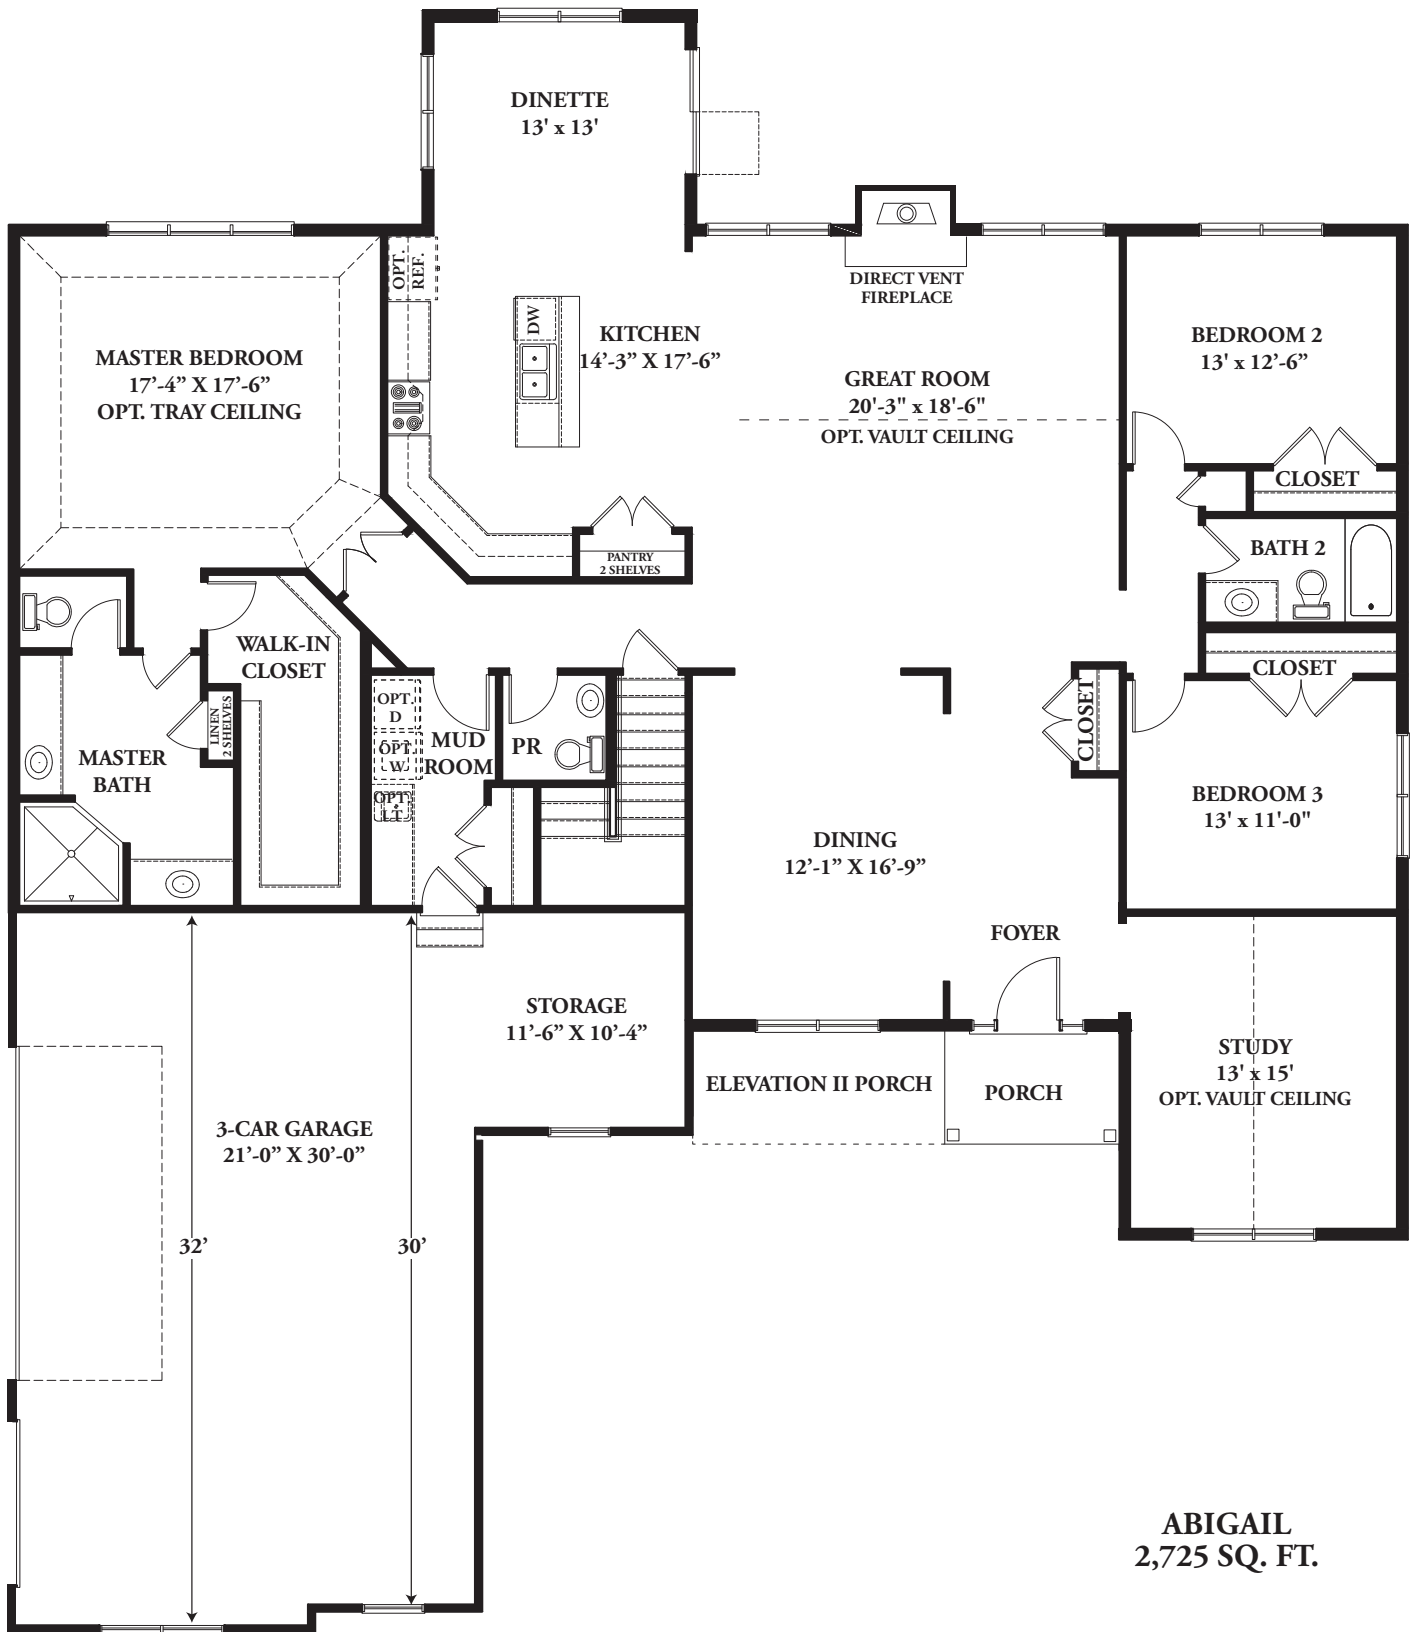 DINETTE
13' x 13'
OPT.
REF.
DW
KITCHEN
14'-3” X 17'-6”
DIRECT VENT
FIREPLACE
MASTER BEDROOM
17'-4” X 17'-6”
OPT. TRAY CEILING
GREAT ROOM
20'-3" x 18'-6"
OPT. VAULT CEILING
BEDROOM 2
13' x 12'-6”
CLOSET
PANTRY
2 SHELVES
BATH 2
WALK-IN
CLOSET
CLOSET
LINEN
2 SHELVES
MASTER
BATH
OPT.
D
OPT.
W
OPT.
LT
MUD
ROOM
PR
CLOSET
BEDROOM 3
13' x 11'-0"
DINING
12'-1” X 16'-9”
FOYER
STORAGE
11'-6” X 10'-4”
ELEVATION II PORCH
PORCH
STUDY
13' x 15'
OPT. VAULT CEILING
3-CAR GARAGE
21'-0” X 30'-0”
32'
30'
ABIGAIL
2,725 SQ. FT.